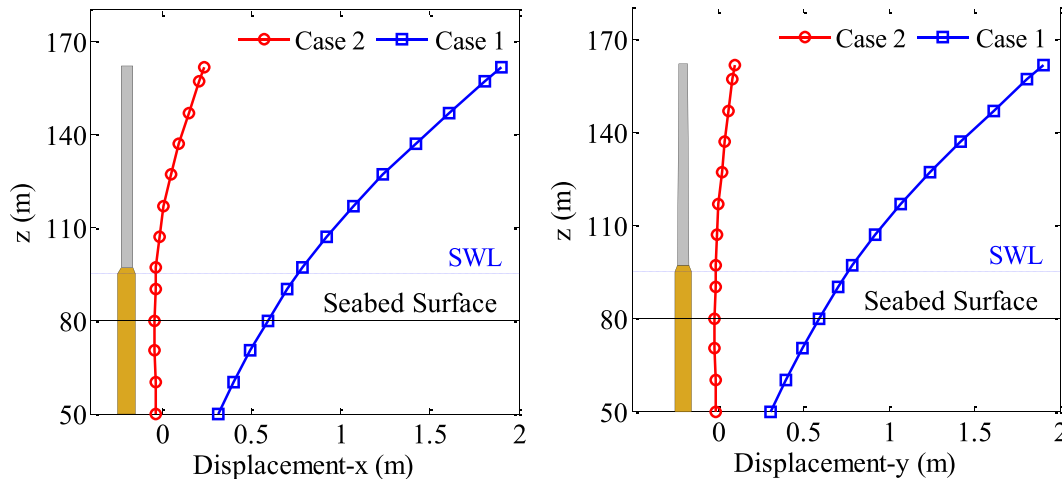 Case 2 Case 1
170
140
110
80
50
z (m)
SWL
Seabed Surface
0 0.5 1 1.5 2
Displacement-x (m)
Case 2 Case 1
170
140
110
80
50
z (m)
SWL
Seabed Surface
0 0.5 1 1.5 2
Displacement-y (m)